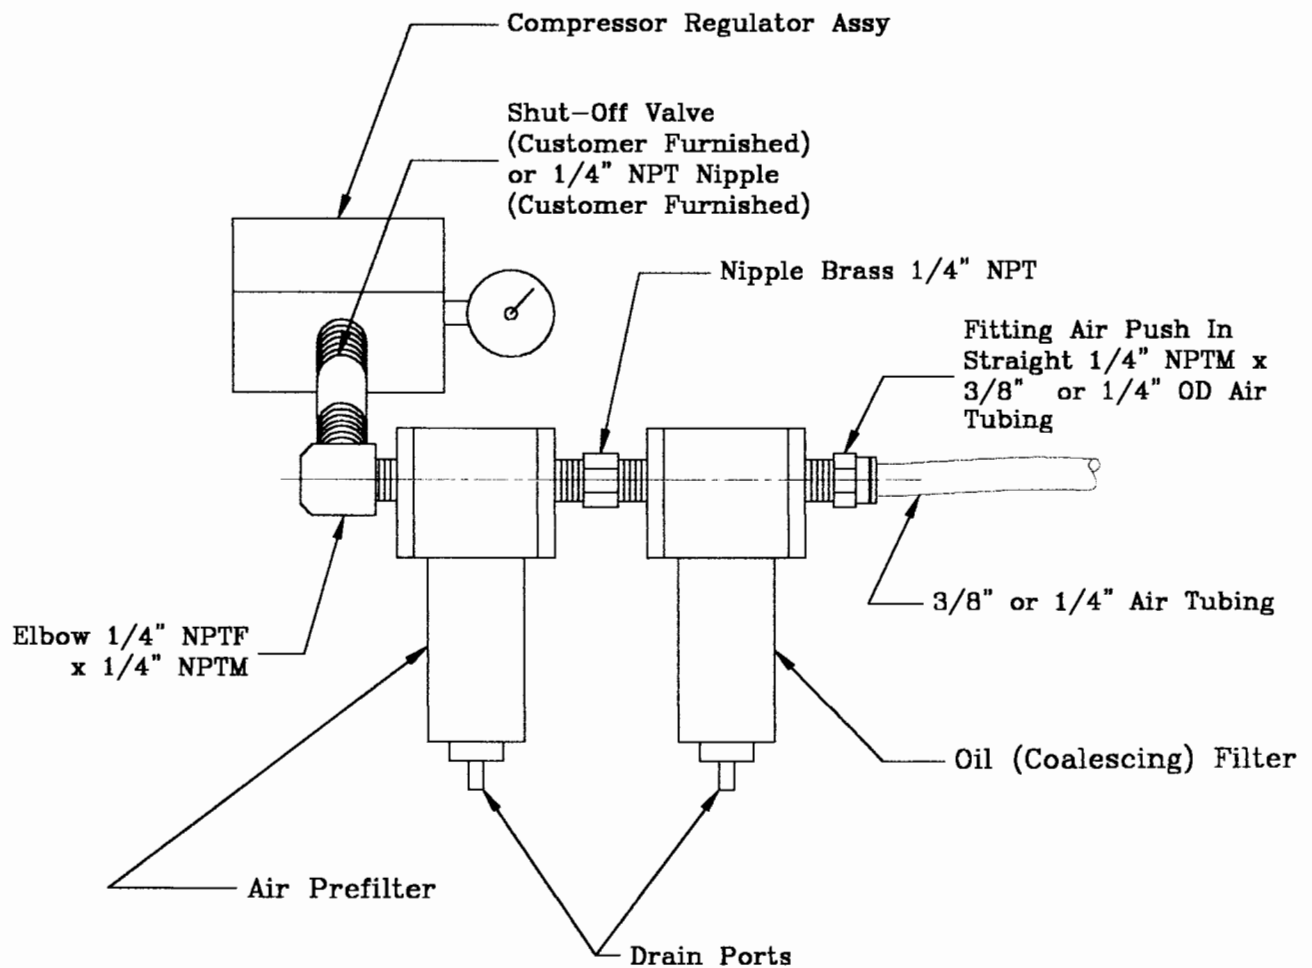 Compressor Regulator Assy
Shut-Off Valve
(Customer Furnished)
or 1/4" NPT Nipple
(Customer Furnished)
Nipple Brass 1/4" NPT
Fitting Air Push In
Straight 1/4" NPTM x
3/8" or 1/4" OD Air
Tubing
3/8" or 1/4" Air Tubing
Elbow 1/4" NPTF
x 1/4" NPTM
Oil (Coalescing) Filter
Air Prefilter
Drain Ports